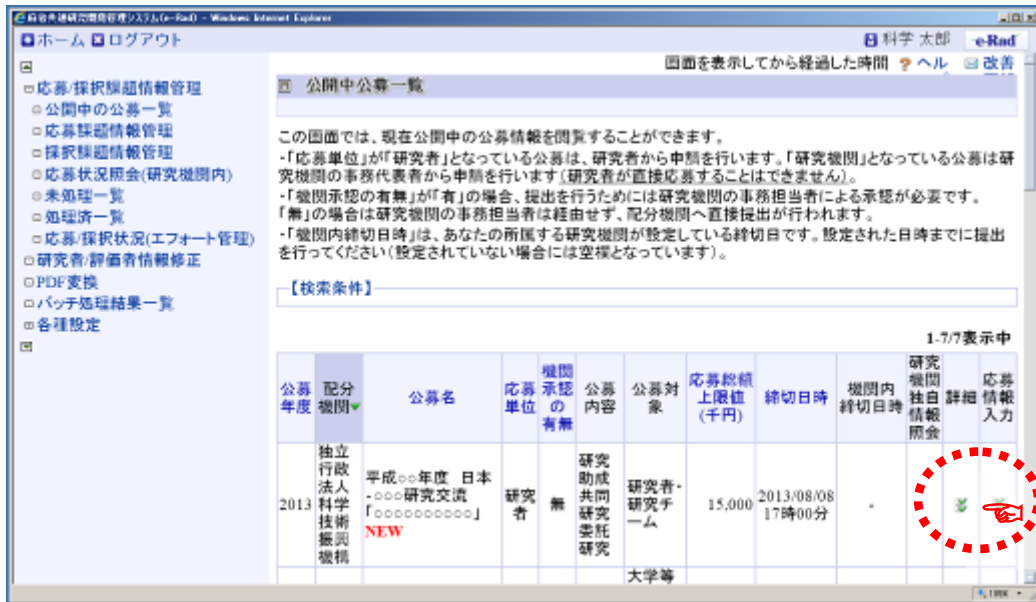 府省共通研究開発管理システム(e-Rad) - Windows Internet Explorer
ホーム ログアウト
科学 太郎 e-Rad
画面を表示してから経過した時間 ? ヘル 改善
応募/採択課題情報管理
公開中の公募一覧
応募課題情報管理
採択課題情報管理
応募状況照会(研究機関内)
未処理一覧
処理済一覧
応募/採択状況(エフォート管理)
研究者/評価者情報修正
PDF変換
バッチ処理結果一覧
各種設定
公開中公募一覧
この画面では、現在公開中の公募情報を閲覧することができます。
・「応募単位」が「研究者」となっている公募は、研究者から申請を行います。「研究機関」となっている公募は研
究機関の事務代表者から申請を行います(研究者が直接応募することはできません)。
・「機関承認の有無」が「有」の場合、提出を行うためには研究機関の事務担当者による承認が必要です。
「無」の場合は研究機関の事務担当者は経由せず、配分機関へ直接提出が行われます。
・「機関内締切日時」は、あなたの所属する研究機関が設定している締切日です。設定された日時までに提出
を行ってください(設定されていない場合には空欄となっています)。
【検索条件】
1-7/7表示中
公募
年度
配分
機関▼
公募名
応募
単位
機関
承認
の
有無
公募
内容
公募対
象
応募総額
上限値
(千円)
締切日時
機関内
締切日時
研究
機関
独自
情報
照会
詳細
応募
情報
入力
2013
独立
行政
法人
科学
技術
振興
機構
平成○○年度 日本
-○○○研究交流
「○○○○○○○○○○」
NEW
研究
者
無
研究
助成
共同
研究
委託
研究
研究者・
研究チ
ーム
15,000
2013/08/08
17時00分
-
大学等
100%